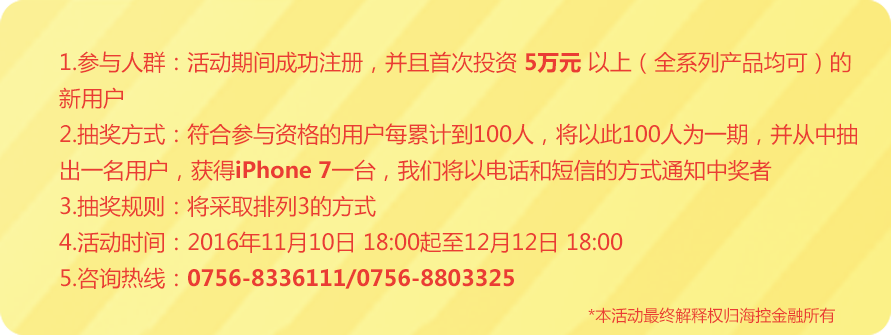 1.参与人群：活动期间成功注册，并且首次投资 5万元 以上（全系列产品均可）的
新用户
2.抽奖方式：符合参与资格的用户每累计到100人，将以此100人为一期，并从中抽
出一名用户，获得iPhone 7一台，我们将以电话和短信的方式通知中奖者
3.抽奖规则：将采取排列3的方式
4.活动时间：2016年11月10日 18:00起至12月12日 18:00
5.咨询热线：0756-8336111/0756-8803325
*本活动最终解释权归海控金融所有